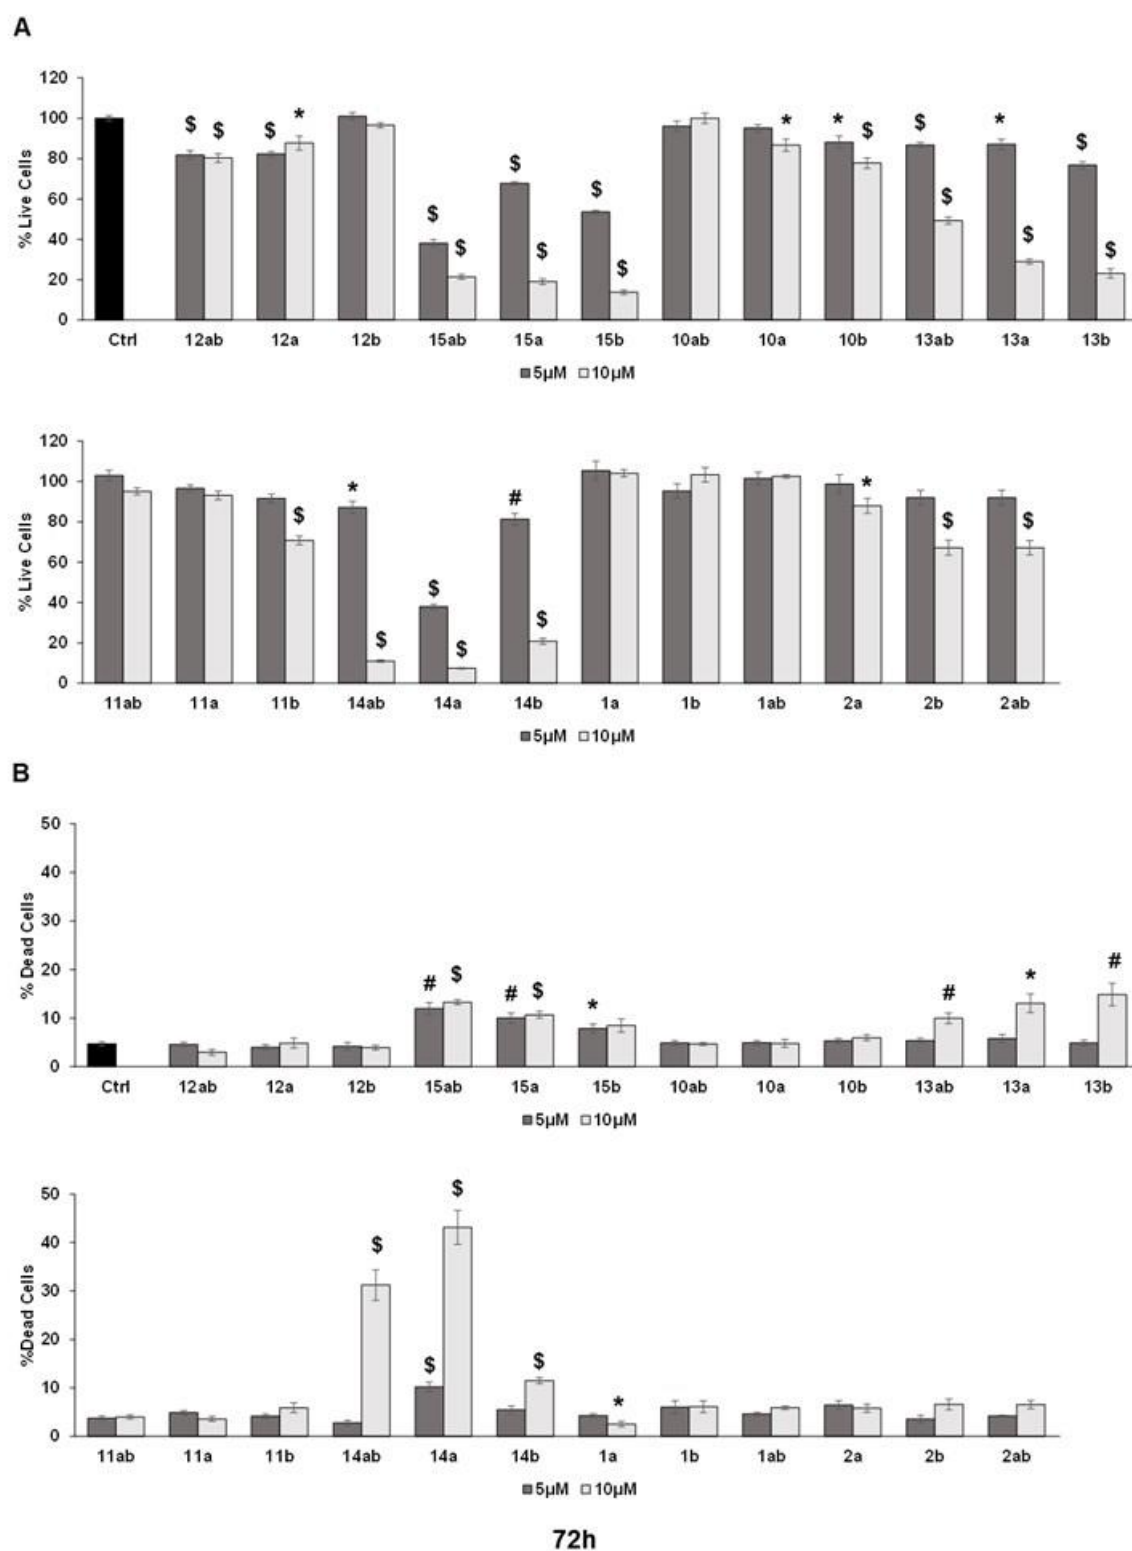 A
120
100
80
60
40
20
0
% Live Cells
$ $ $ * $ $ $ $ $ $ * * $ $ $ * $ $ $
Ctrl 12ab 12a 12b 15ab 15a 15b 10ab 10a 10b 13ab 13a 13b
5µM 10µM
120
100
80
60
40
20
0
% Live Cells
$ * $ $ $ # $ * $ $
11ab 11a 11b 14ab 14a 14b 1a 1b 1ab 2a 2b 2ab
5µM 10µM
B
50
40
30
20
10
0
% Dead Cells
# $ # $ * # * #
Ctrl 12ab 12a 12b 15ab 15a 15b 10ab 10a 10b 13ab 13a 13b
5µM 10µM
50
40
30
20
10
0
%Dead Cells
$ $ $ $ *
11ab 11a 11b 14ab 14a 14b 1a 1b 1ab 2a 2b 2ab
5µM 10µM
72h